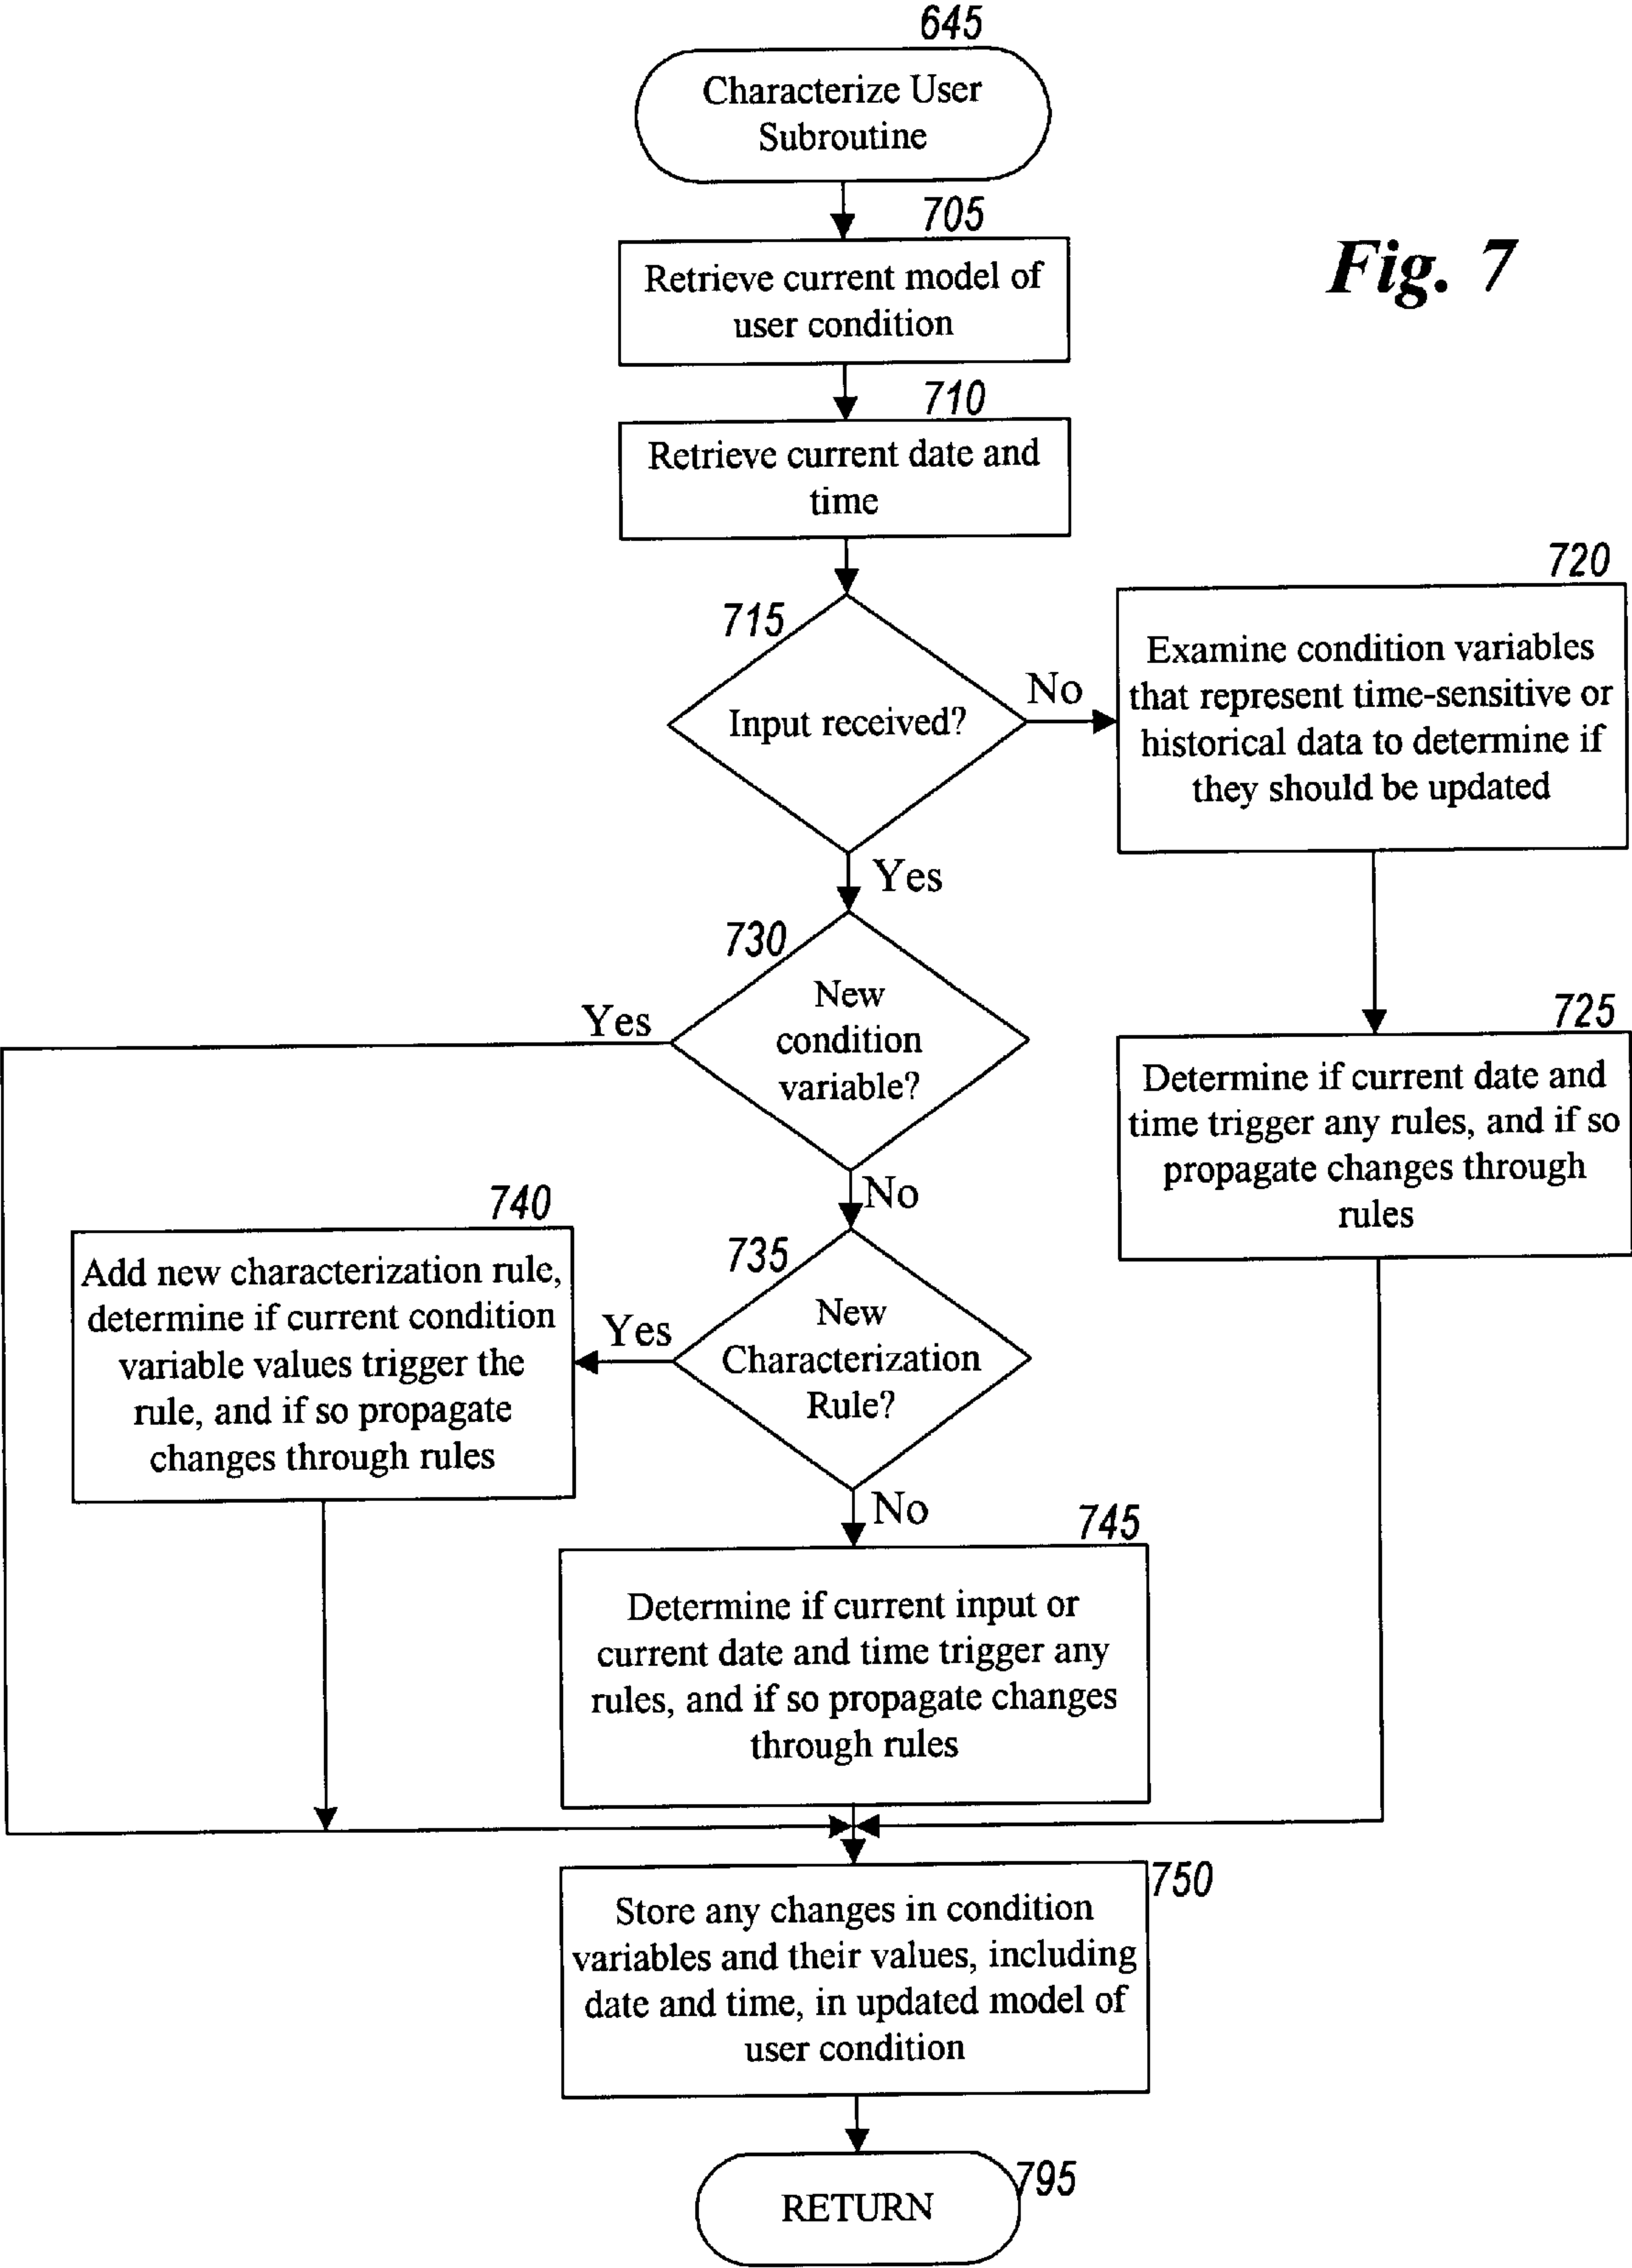 645
Characterize User
Subroutine
705
Retrieve current model of
user condition
Fig. 7
710
Retrieve current date and
time
715
Input received?
No
720
Examine condition variables
that represent time-sensitive or
historical data to determine if
they should be updated
Yes
730
New
condition
variable?
Yes
725
Determine if current date and
time trigger any rules, and if so
propagate changes through
rules
No
735
New
Characterization
Rule?
Yes
740
Add new characterization rule,
determine if current condition
variable values trigger the
rule, and if so propagate
changes through rules
No
745
Determine if current input or
current date and time trigger any
rules, and if so propagate changes
through rules
750
Store any changes in condition
variables and their values, including
date and time, in updated model of
user condition
795
RETURN